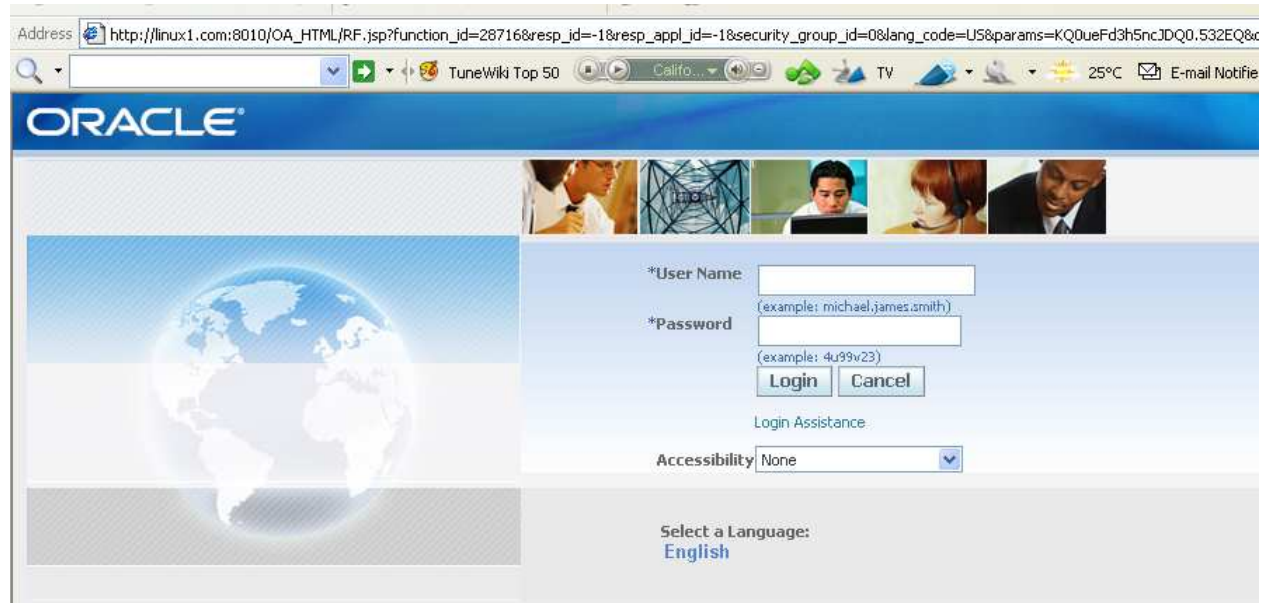 Address http://linux1.com:8010/OA_HTML/RF.jsp?function_id=28716&resp_id=-1&resp_appl_id=-1&security_group_id=0&lang_code=US&params=KQ0ueFd3h5ncJDQ0.532EQ&
TuneWiki Top 50 Califo... TV 25°C E-mail Notifie
ORACLE
*User Name
(example: michael.james.smith)
*Password
(example: 4u99v23)
Login Cancel
Login Assistance
Accessibility None
Select a Language:
English